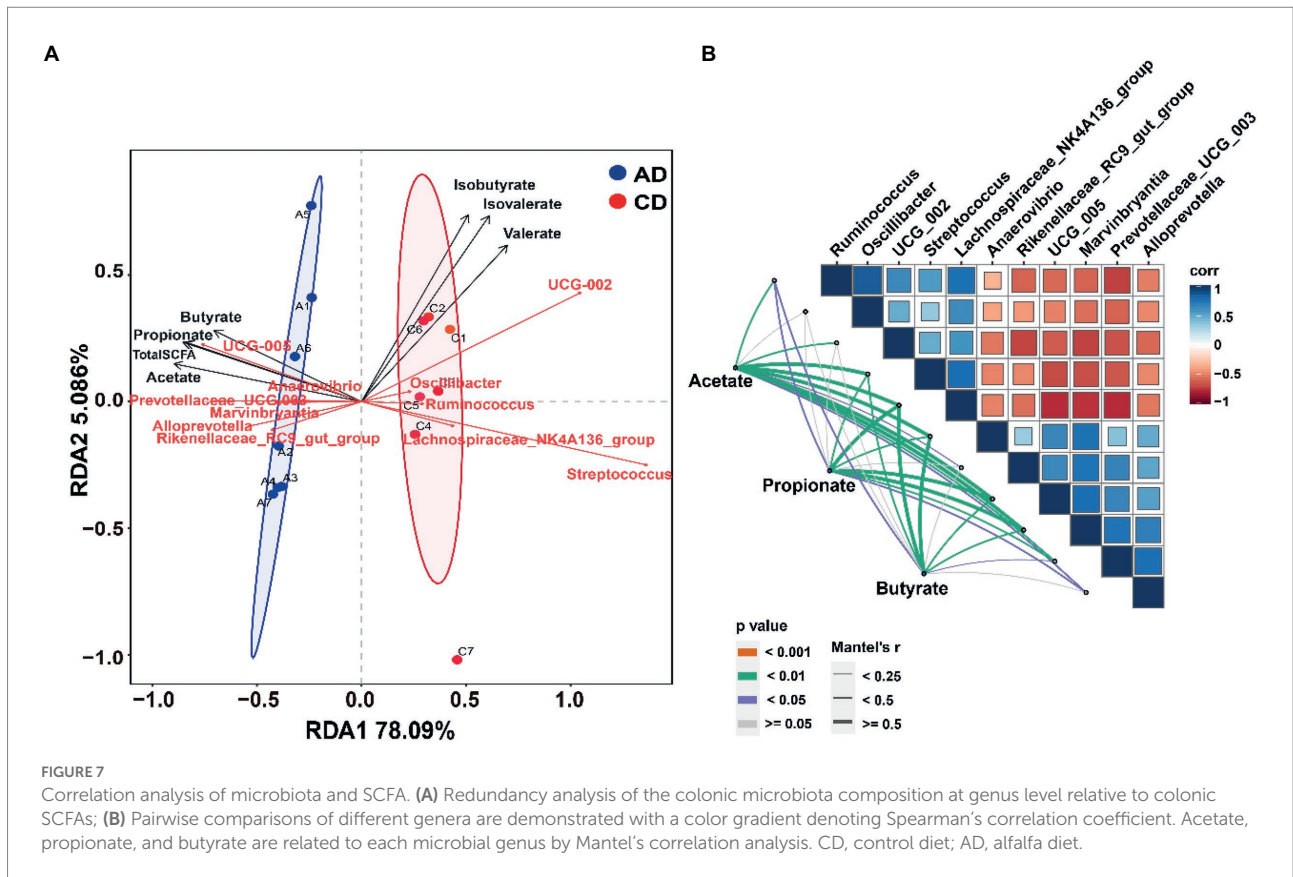 A
B
AD
CD
Isobutyrate
Isovalerate
Valerate
UCG-002
A5
A1
A6
C2
C6
C1
Butyrate
Propionate
UCG-005
TotalSCFA
Acetate
Anaerovibrio
Oscillibacter
Prevotellaceae_UCG-003
C5
Ruminococcus
Marvinbryantia
Alloprevotella
C4
Lachnospiraceae_NK4A136_group
Rikenellaceae_RC9_gut_group
A2
Streptococcus
A4
A3
A7
C7
0.5
0.0
−0.5
−1.0
RDA2 5.086%
−1.0 −0.5 0.0 0.5 1.0
RDA1 78.09%
Ruminococcus
Oscillibacter
UCG_002
Streptococcus
Lachnospiraceae_NK4A136_group
Anaerovibrio
Rikenellaceae_RC9_gut_group
UCG_005
Marvinbryantia
Prevotellaceae_UCG_003
Alloprevotella
corr
1
0.5
0
−0.5
−1
Acetate
Propionate
Butyrate
p value
< 0.001
< 0.01
< 0.05
>= 0.05
Mantel's r
< 0.25
< 0.5
>= 0.5
FIGURE 7
Correlation analysis of microbiota and SCFA. (A) Redundancy analysis of the colonic microbiota composition at genus level relative to colonic
SCFAs; (B) Pairwise comparisons of different genera are demonstrated with a color gradient denoting Spearman's correlation coefficient. Acetate,
propionate, and butyrate are related to each microbial genus by Mantel's correlation analysis. CD, control diet; AD, alfalfa diet.